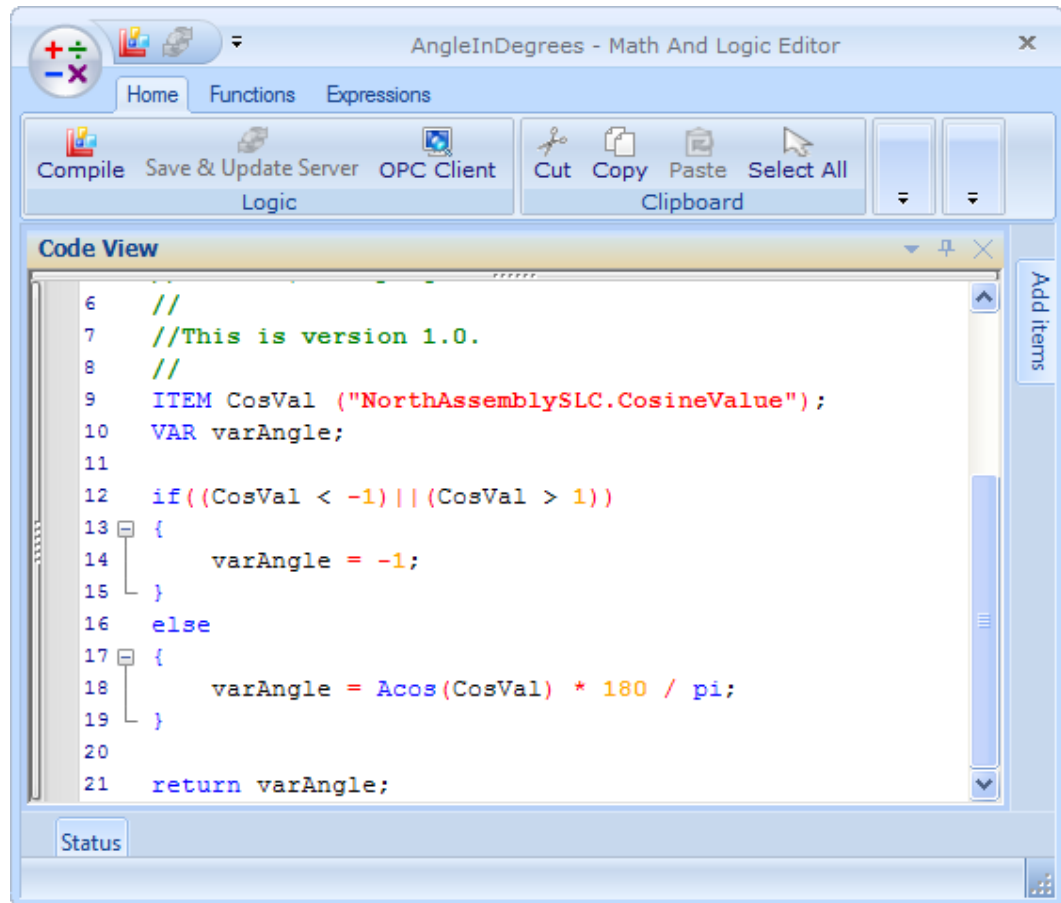 AngleInDegrees - Math And Logic Editor
Home Functions Expressions
Compile Save & Update Server OPC Client Cut Copy Paste Select All
Logic Clipboard
Code View
Add items
6 //
7 //This is version 1.0.
8 //
9 ITEM CosVal ("NorthAssemblySLC.CosineValue");
10 VAR varAngle;
11
12 if((CosVal < -1)||(CosVal > 1))
13 {
14 varAngle = -1;
15 }
16 else
17 {
18 varAngle = Acos(CosVal) * 180 / pi;
19 }
20
21 return varAngle;
Status